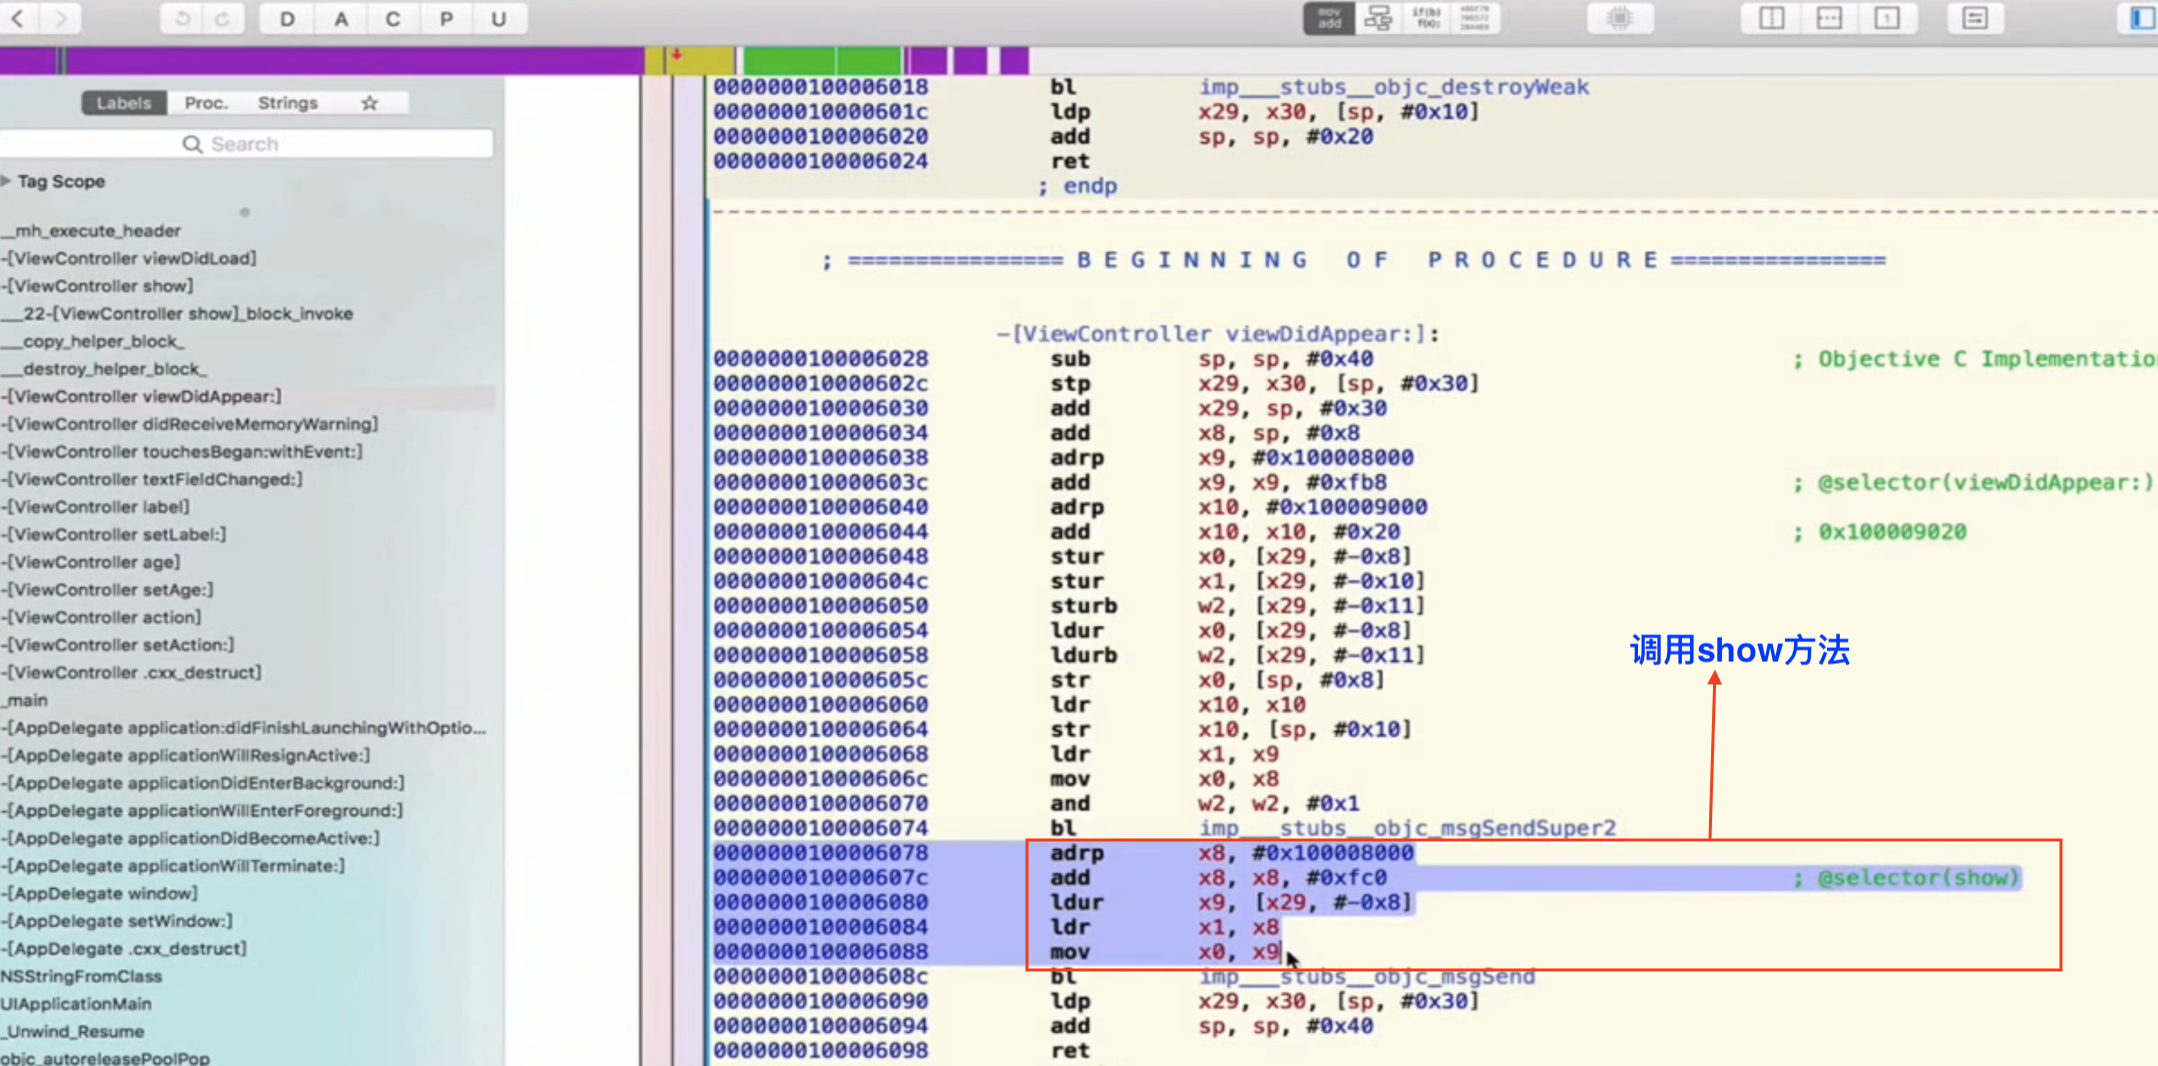 D A C P U
mov add
if(b) f(x);
Labels Proc. Strings ☆
Search
Tag Scope
__mh_execute_header
-[ViewController viewDidLoad]
-[ViewController show]
___22-[ViewController show]_block_invoke
___copy_helper_block_
___destroy_helper_block_
-[ViewController viewDidAppear:]
-[ViewController didReceiveMemoryWarning]
-[ViewController touchesBegan:withEvent:]
-[ViewController textFieldChanged:]
-[ViewController label]
-[ViewController setLabel:]
-[ViewController age]
-[ViewController setAge:]
-[ViewController action]
-[ViewController setAction:]
-[ViewController .cxx_destruct]
_main
-[AppDelegate application:didFinishLaunchingWithOptio...
-[AppDelegate applicationWillResignActive:]
-[AppDelegate applicationDidEnterBackground:]
-[AppDelegate applicationWillEnterForeground:]
-[AppDelegate applicationDidBecomeActive:]
-[AppDelegate applicationWillTerminate:]
-[AppDelegate window]
-[AppDelegate setWindow:]
-[AppDelegate .cxx_destruct]
NSStringFromClass
UIApplicationMain
_Unwind_Resume
objc_autoreleasePoolPop
0000000100006018 bl imp___stubs__objc_destroyWeak
000000010000601c ldp x29, x30, [sp, #0x10]
0000000100006020 add sp, sp, #0x20
0000000100006024 ret
; endp
; ================ B E G I N N I N G   O F   P R O C E D U R E ================
-[ViewController viewDidAppear:]:
0000000100006028 sub sp, sp, #0x40 ; Objective C Implementatio
000000010000602c stp x29, x30, [sp, #0x30]
0000000100006030 add x29, sp, #0x30
0000000100006034 add x8, sp, #0x8
0000000100006038 adrp x9, #0x100008000
000000010000603c add x9, x9, #0xfb8 ; @selector(viewDidAppear:)
0000000100006040 adrp x10, #0x100009000
0000000100006044 add x10, x10, #0x20 ; 0x100009020
0000000100006048 stur x0, [x29, #-0x8]
000000010000604c stur x1, [x29, #-0x10]
0000000100006050 sturb w2, [x29, #-0x11]
0000000100006054 ldur x0, [x29, #-0x8]
0000000100006058 ldurb w2, [x29, #-0x11]
000000010000605c str x0, [sp, #0x8]
0000000100006060 ldr x10, x10
0000000100006064 str x10, [sp, #0x10]
0000000100006068 ldr x1, x9
000000010000606c mov x0, x8
0000000100006070 and w2, w2, #0x1
0000000100006074 bl imp___stubs__objc_msgSendSuper2
0000000100006078 adrp x8, #0x100008000
000000010000607c add x8, x8, #0xfc0 ; @selector(show)
0000000100006080 ldur x9, [x29, #-0x8]
0000000100006084 ldr x1, x8
0000000100006088 mov x0, x9
000000010000608c bl imp___stubs__objc_msgSend
0000000100006090 ldp x29, x30, [sp, #0x30]
0000000100006094 add sp, sp, #0x40
0000000100006098 ret
调用show方法